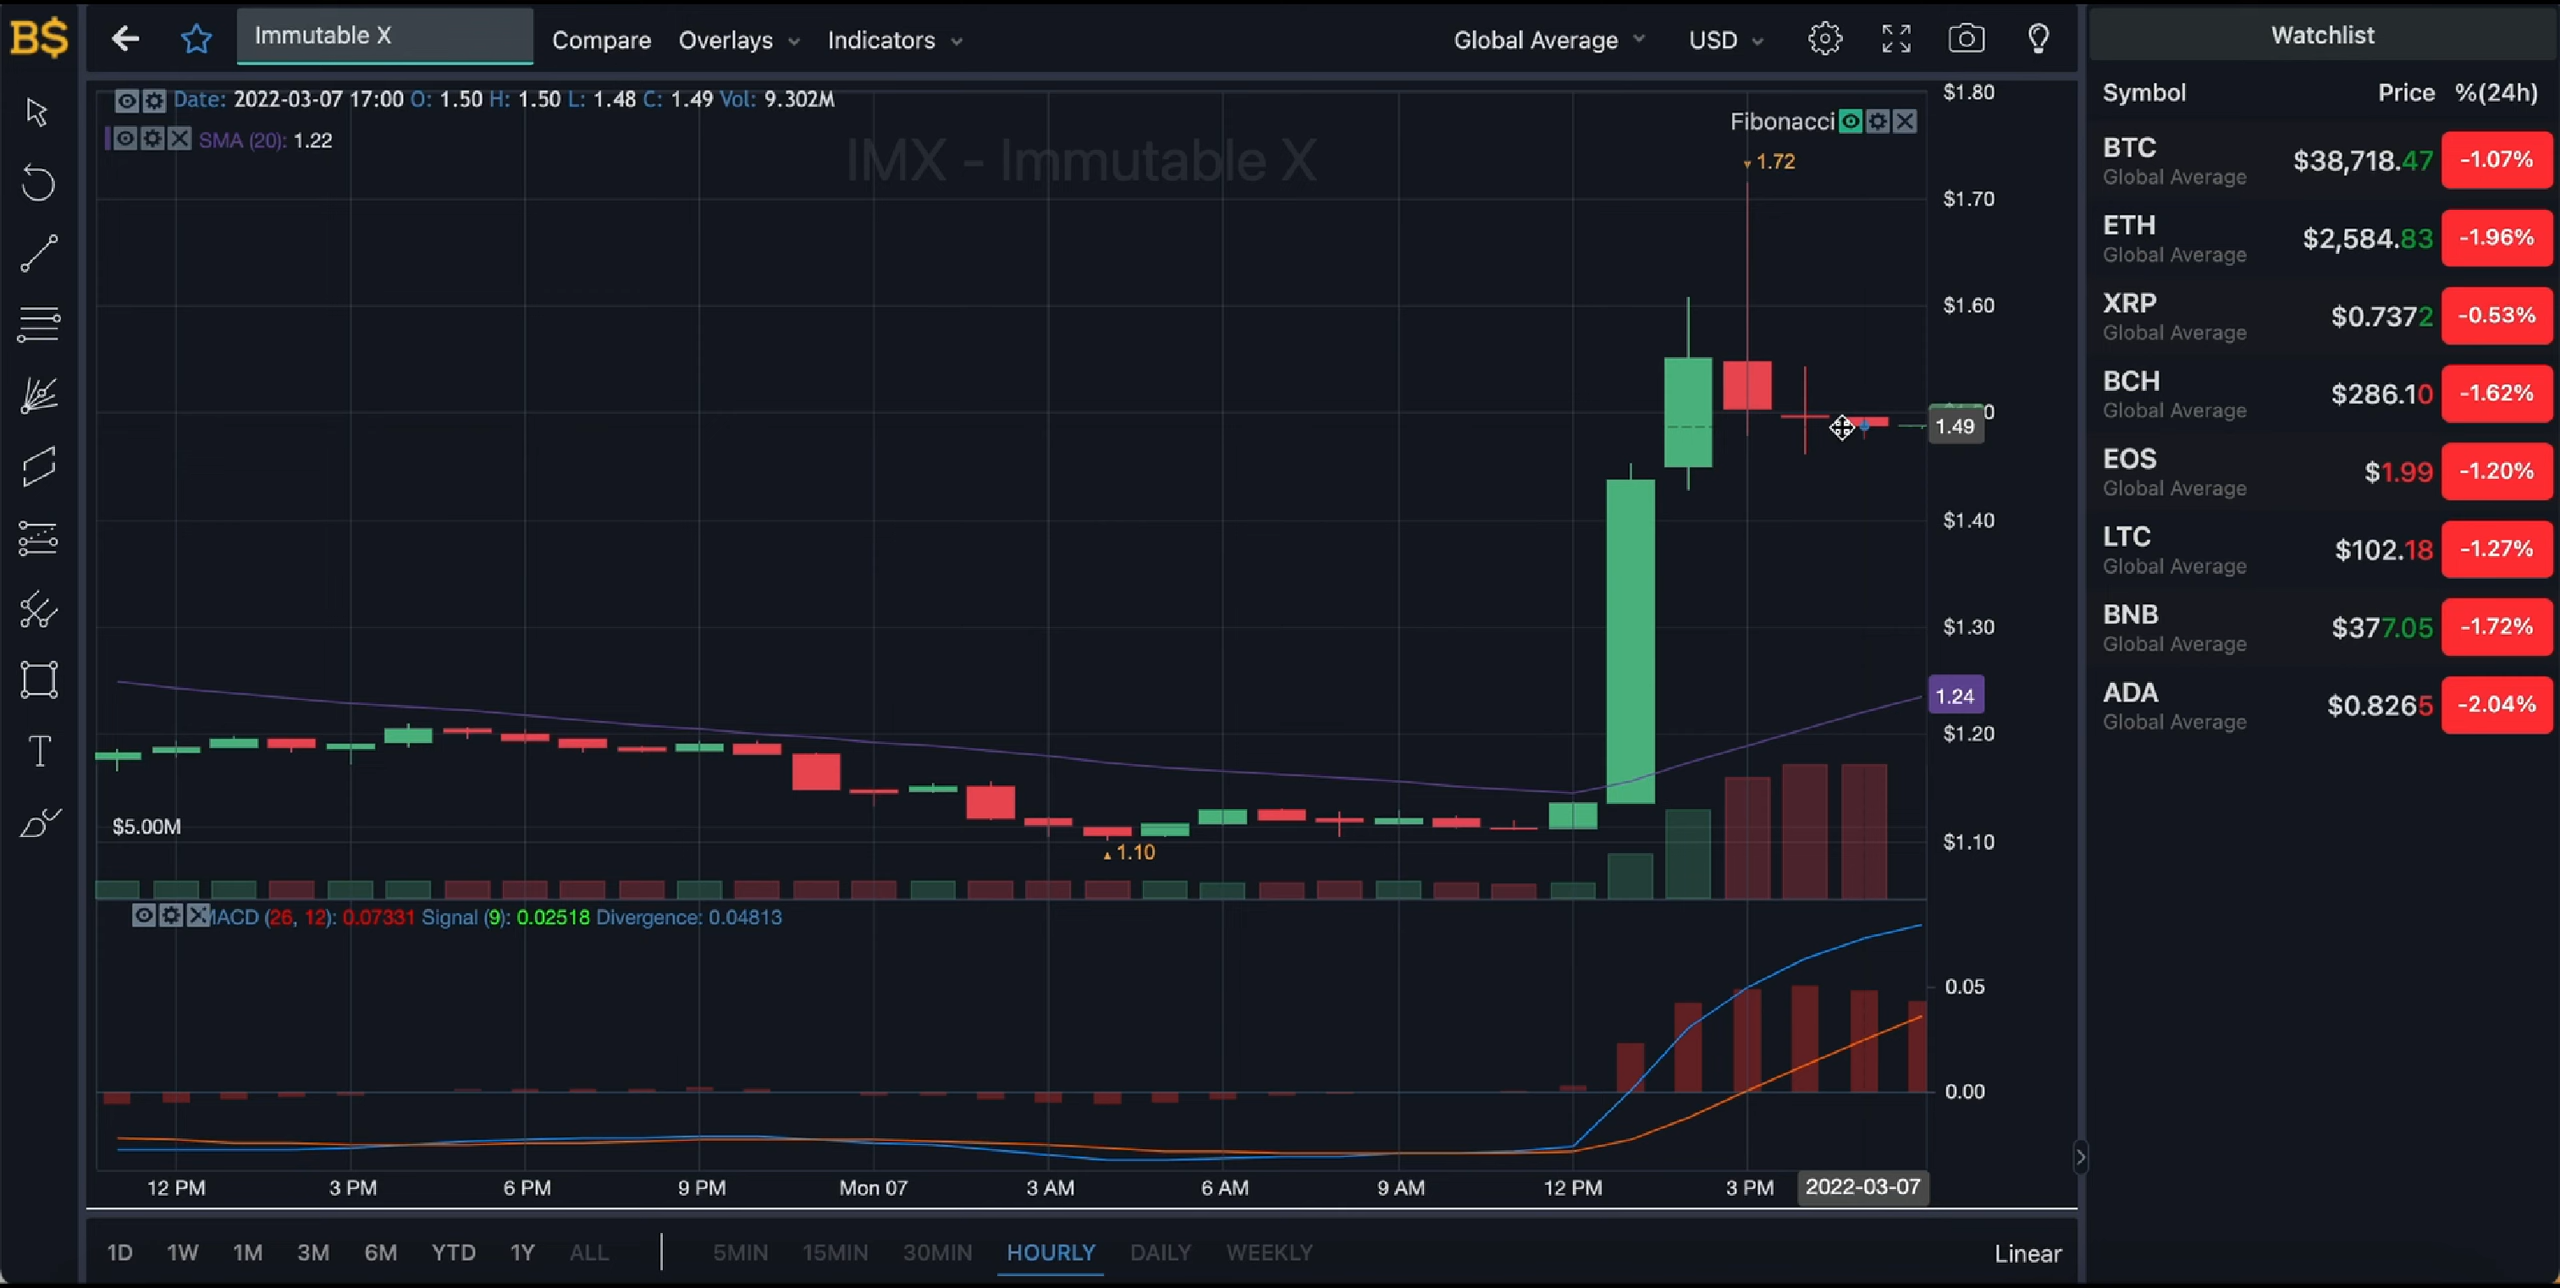 B$
Immutable X
Compare
Overlays
Indicators
Global Average
USD
Date: 2022-03-07 17:00 O: 1.50 H: 1.50 L: 1.48 C: 1.49 Vol: 9.302M
SMA (20): 1.22
IMX - Immutable X
Fibonacci
1.72
1.10
$5.00M
$1.80
$1.70
$1.60
0
1.49
$1.40
$1.30
1.24
$1.20
$1.10
MACD (26, 12): 0.07331 Signal (9): 0.02518 Divergence: 0.04813
0.05
0.00
12 PM 3 PM 6 PM 9 PM Mon 07 3 AM 6 AM 9 AM 12 PM 3 PM 2022-03-07
1D 1W 1M 3M 6M YTD 1Y ALL 5MIN 15MIN 30MIN HOURLY DAILY WEEKLY Linear
Watchlist
Symbol Price %(24h)
BTC $38,718.47 -1.07%
Global Average
ETH $2,584.83 -1.96%
Global Average
XRP $0.7372 -0.53%
Global Average
BCH $286.10 -1.62%
Global Average
EOS $1.99 -1.20%
Global Average
LTC $102.18 -1.27%
Global Average
BNB $377.05 -1.72%
Global Average
ADA $0.8265 -2.04%
Global Average